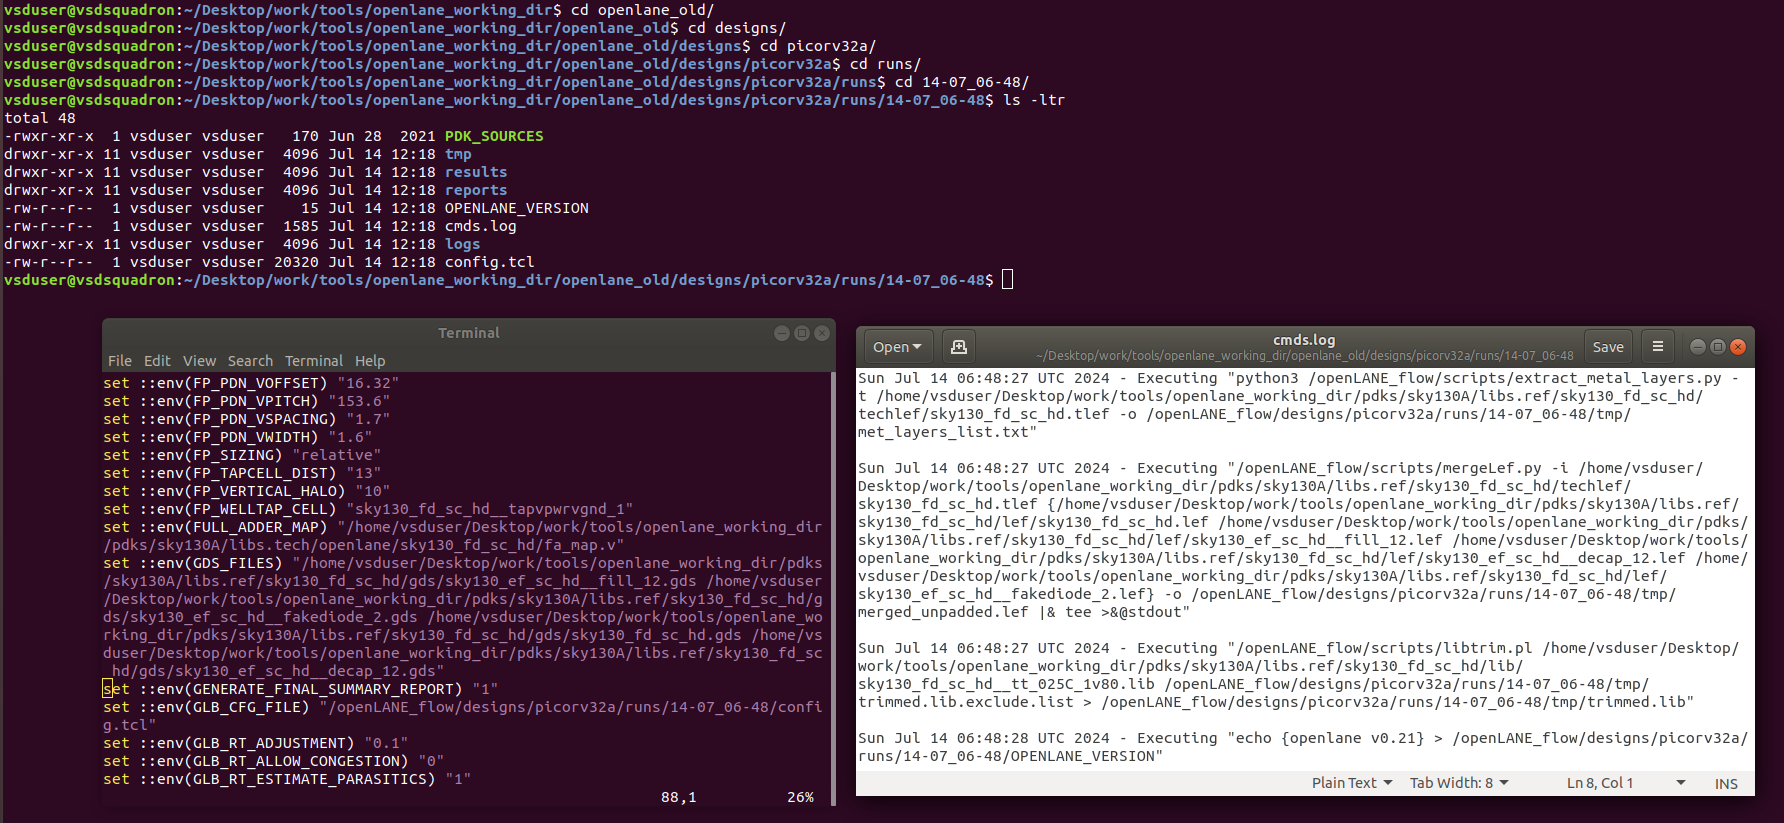 vsduser@vsdsquadron:~/Desktop/work/tools/openlane_working_dir$ cd openlane_old/
vsduser@vsdsquadron:~/Desktop/work/tools/openlane_working_dir/openlane_old$ cd designs/
vsduser@vsdsquadron:~/Desktop/work/tools/openlane_working_dir/openlane_old/designs$ cd picorv32a/
vsduser@vsdsquadron:~/Desktop/work/tools/openlane_working_dir/openlane_old/designs/picorv32a$ cd runs/
vsduser@vsdsquadron:~/Desktop/work/tools/openlane_working_dir/openlane_old/designs/picorv32a/runs$ cd 14-07_06-48/
vsduser@vsdsquadron:~/Desktop/work/tools/openlane_working_dir/openlane_old/designs/picorv32a/runs/14-07_06-48$ ls -ltr
total 48
-rwxr-xr-x  1 vsduser vsduser   170 Jun 28  2021 PDK_SOURCES
drwxr-xr-x 11 vsduser vsduser  4096 Jul 14 12:18 tmp
drwxr-xr-x 11 vsduser vsduser  4096 Jul 14 12:18 results
drwxr-xr-x 11 vsduser vsduser  4096 Jul 14 12:18 reports
-rw-r--r--  1 vsduser vsduser    15 Jul 14 12:18 OPENLANE_VERSION
-rw-r--r--  1 vsduser vsduser  1585 Jul 14 12:18 cmds.log
drwxr-xr-x 11 vsduser vsduser  4096 Jul 14 12:18 logs
-rw-r--r--  1 vsduser vsduser 20320 Jul 14 12:18 config.tcl
vsduser@vsdsquadron:~/Desktop/work/tools/openlane_working_dir/openlane_old/designs/picorv32a/runs/14-07_06-48$
Terminal
File Edit View Search Terminal Help
set ::env(FP_PDN_VOFFSET) "16.32"
set ::env(FP_PDN_VPITCH) "153.6"
set ::env(FP_PDN_VSPACING) "1.7"
set ::env(FP_PDN_VWIDTH) "1.6"
set ::env(FP_SIZING) "relative"
set ::env(FP_TAPCELL_DIST) "13"
set ::env(FP_VERTICAL_HALO) "10"
set ::env(FP_WELLTAP_CELL) "sky130_fd_sc_hd__tapvpwrvgnd_1"
set ::env(FULL_ADDER_MAP) "/home/vsduser/Desktop/work/tools/openlane_working_dir
/pdks/sky130A/libs.tech/openlane/sky130_fd_sc_hd/fa_map.v"
set ::env(GDS_FILES) "/home/vsduser/Desktop/work/tools/openlane_working_dir/pdks
/sky130A/libs.ref/sky130_fd_sc_hd/gds/sky130_ef_sc_hd__fill_12.gds /home/vsduser
/Desktop/work/tools/openlane_working_dir/pdks/sky130A/libs.ref/sky130_fd_sc_hd/g
ds/sky130_ef_sc_hd__fakediode_2.gds /home/vsduser/Desktop/work/tools/openlane_wo
rking_dir/pdks/sky130A/libs.ref/sky130_fd_sc_hd/gds/sky130_fd_sc_hd.gds /home/vs
duser/Desktop/work/tools/openlane_working_dir/pdks/sky130A/libs.ref/sky130_fd_sc
_hd/gds/sky130_ef_sc_hd__decap_12.gds"
set ::env(GENERATE_FINAL_SUMMARY_REPORT) "1"
set ::env(GLB_CFG_FILE) "/openLANE_flow/designs/picorv32a/runs/14-07_06-48/confi
g.tcl"
set ::env(GLB_RT_ADJUSTMENT) "0.1"
set ::env(GLB_RT_ALLOW_CONGESTION) "0"
set ::env(GLB_RT_ESTIMATE_PARASITICS) "1"
88,1 26%
Open cmds.log Save
~/Desktop/work/tools/openlane_working_dir/openlane_old/designs/picorv32a/runs/14-07_06-48
Sun Jul 14 06:48:27 UTC 2024 - Executing "python3 /openLANE_flow/scripts/extract_metal_layers.py -
t /home/vsduser/Desktop/work/tools/openlane_working_dir/pdks/sky130A/libs.ref/sky130_fd_sc_hd/
techlef/sky130_fd_sc_hd.tlef -o /openLANE_flow/designs/picorv32a/runs/14-07_06-48/tmp/
met_layers_list.txt"
Sun Jul 14 06:48:27 UTC 2024 - Executing "/openLANE_flow/scripts/mergeLef.py -i /home/vsduser/
Desktop/work/tools/openlane_working_dir/pdks/sky130A/libs.ref/sky130_fd_sc_hd/techlef/
sky130_fd_sc_hd.tlef {/home/vsduser/Desktop/work/tools/openlane_working_dir/pdks/sky130A/libs.ref/
sky130_fd_sc_hd/lef/sky130_fd_sc_hd.lef /home/vsduser/Desktop/work/tools/openlane_working_dir/pdks/
sky130A/libs.ref/sky130_fd_sc_hd/lef/sky130_ef_sc_hd__fill_12.lef /home/vsduser/Desktop/work/tools/
openlane_working_dir/pdks/sky130A/libs.ref/sky130_fd_sc_hd/lef/sky130_ef_sc_hd__decap_12.lef /home/
vsduser/Desktop/work/tools/openlane_working_dir/pdks/sky130A/libs.ref/sky130_fd_sc_hd/lef/
sky130_ef_sc_hd__fakediode_2.lef} -o /openLANE_flow/designs/picorv32a/runs/14-07_06-48/tmp/
merged_unpadded.lef |& tee >&@stdout"
Sun Jul 14 06:48:27 UTC 2024 - Executing "/openLANE_flow/scripts/libtrim.pl /home/vsduser/Desktop/
work/tools/openlane_working_dir/pdks/sky130A/libs.ref/sky130_fd_sc_hd/lib/
sky130_fd_sc_hd__tt_025C_1v80.lib /openLANE_flow/designs/picorv32a/runs/14-07_06-48/tmp/
trimmed.lib.exclude.list > /openLANE_flow/designs/picorv32a/runs/14-07_06-48/tmp/trimmed.lib"
Sun Jul 14 06:48:28 UTC 2024 - Executing "echo {openlane v0.21} > /openLANE_flow/designs/picorv32a/
runs/14-07_06-48/OPENLANE_VERSION"
Plain Text Tab Width: 8 Ln 8, Col 1 INS